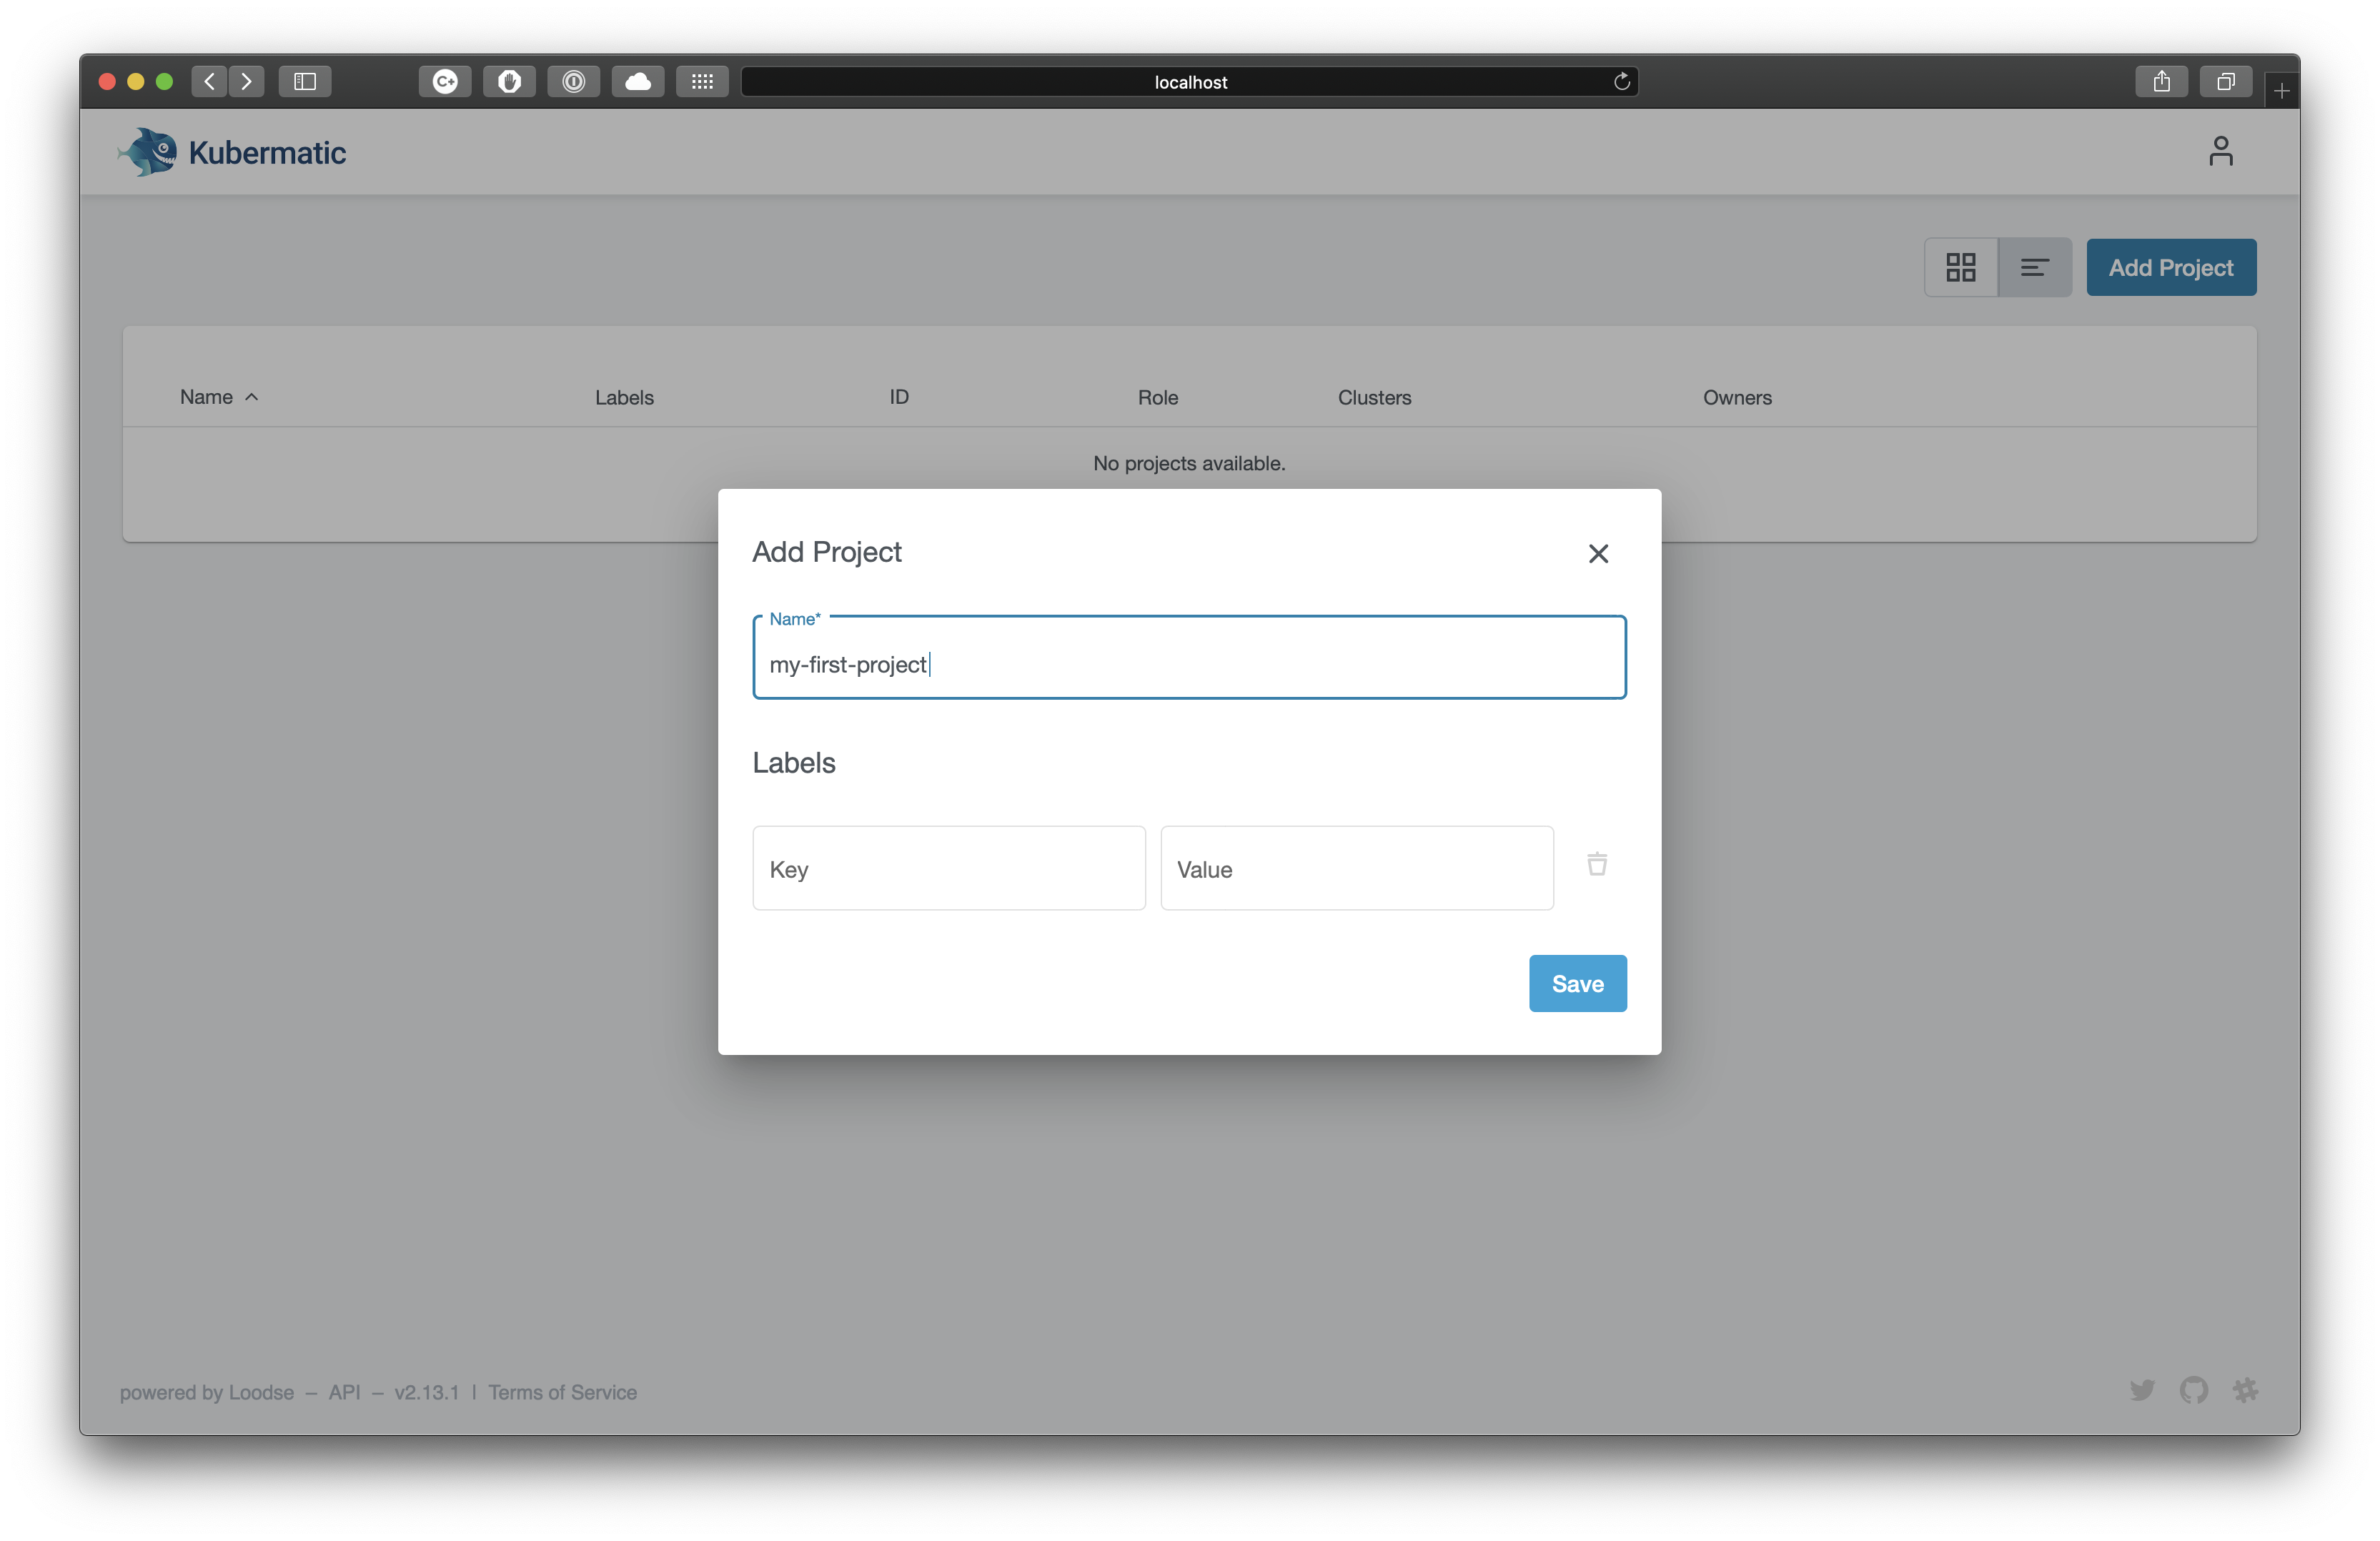 localhost
Kubermatic
Add Project
Name Labels ID Role Clusters Owners
No projects available.
Add Project
Name*
my-first-project
Labels
Key Value
Save
powered by Loodse – API – v2.13.1 | Terms of Service